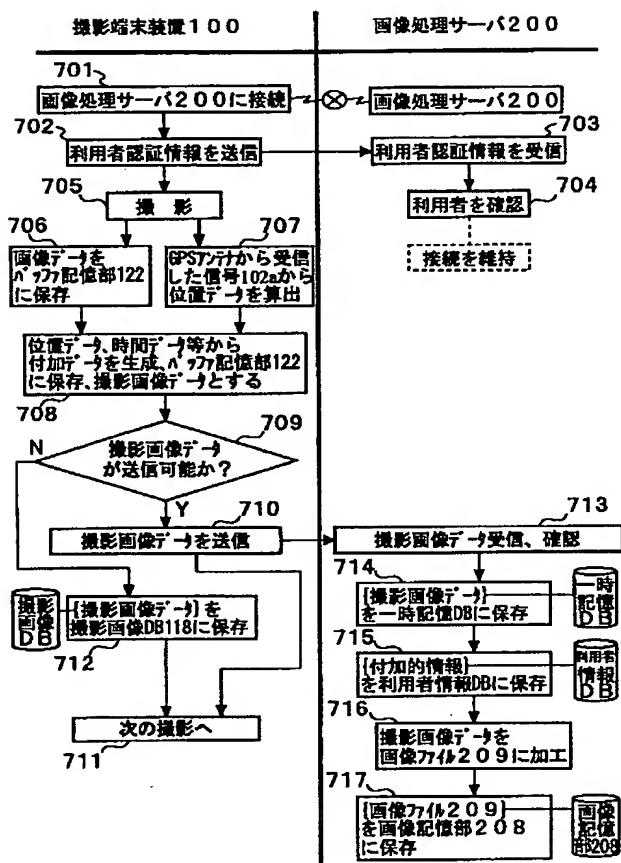 撮影端末装置100
画像処理サーバ200
701
画像処理サーバ200に接続
画像処理サーバ200
702
703
利用者認証情報を送信
利用者認証情報を受信
705
704
撮影
利用者を確認
706
707
画像データを
バッファ記憶部122
に保存
GPSアンテナから受信
した信号102aから
位置データを算出
接続を維持
位置データ、時間データ等から
付加データを生成、バッファ記憶部122
に保存、撮影画像データとする
708
709
N
撮影画像データ
が送信可能か?
Y
710
713
撮影画像データを送信
撮影画像データ受信、確認
714
撮影
画像
DB
{撮影画像データ}を
撮影画像DB118に保存
712
{撮影画像データ}
を一時記憶DBに保存
一時
記憶
DB
715
{付加的情報}
を利用者情報DBに保存
利用者
情報
DB
716
次の撮影へ
711
撮影画像データを
画像ファイル209に加工
717
{画像ファイル209}
を画像記憶部208
に保存
画像
記憶
部208